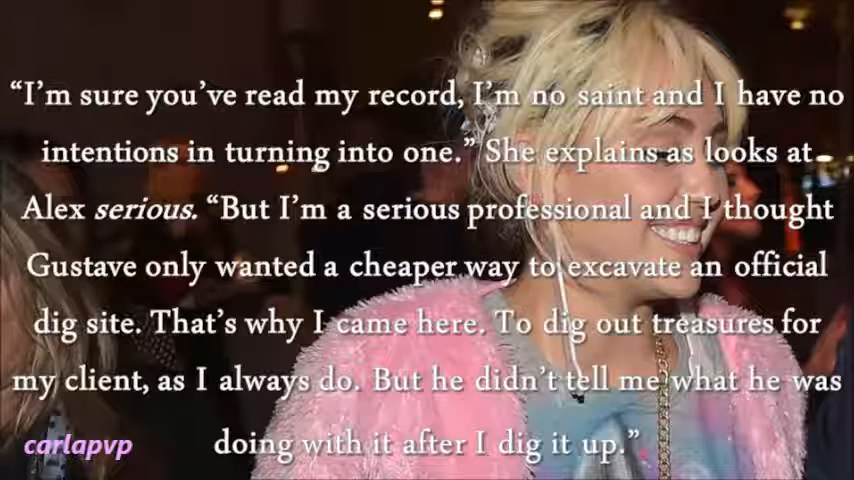 “I’m sure you’ve read my record, I’m no saint and I have no
intentions in turning into one.” She explains as looks at
Alex serious. “But I’m a serious professional and I thought
Gustave only wanted a cheaper way to excavate an official
dig site. That’s why I came here. To dig out treasures for
my client, as I always do. But he didn’t tell me what he was
doing with it after I dig it up.”
carlapvp